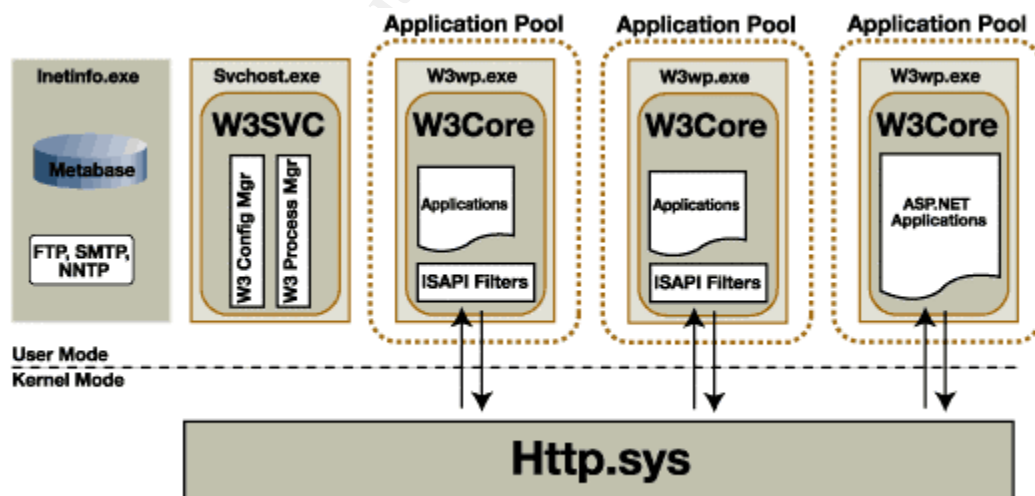 Application Pool
Application Pool
Application Pool
Inetinfo.exe
Svchost.exe
W3wp.exe
W3wp.exe
W3wp.exe
W3SVC
W3Core
W3Core
W3Core
Metabase
W3 Config Mgr
W3 Process Mgr
Applications
Applications
ASP.NET
Applications
FTP, SMTP,
NNTP
ISAPI Filters
ISAPI Filters
User Mode
Kernel Mode
Http.sys